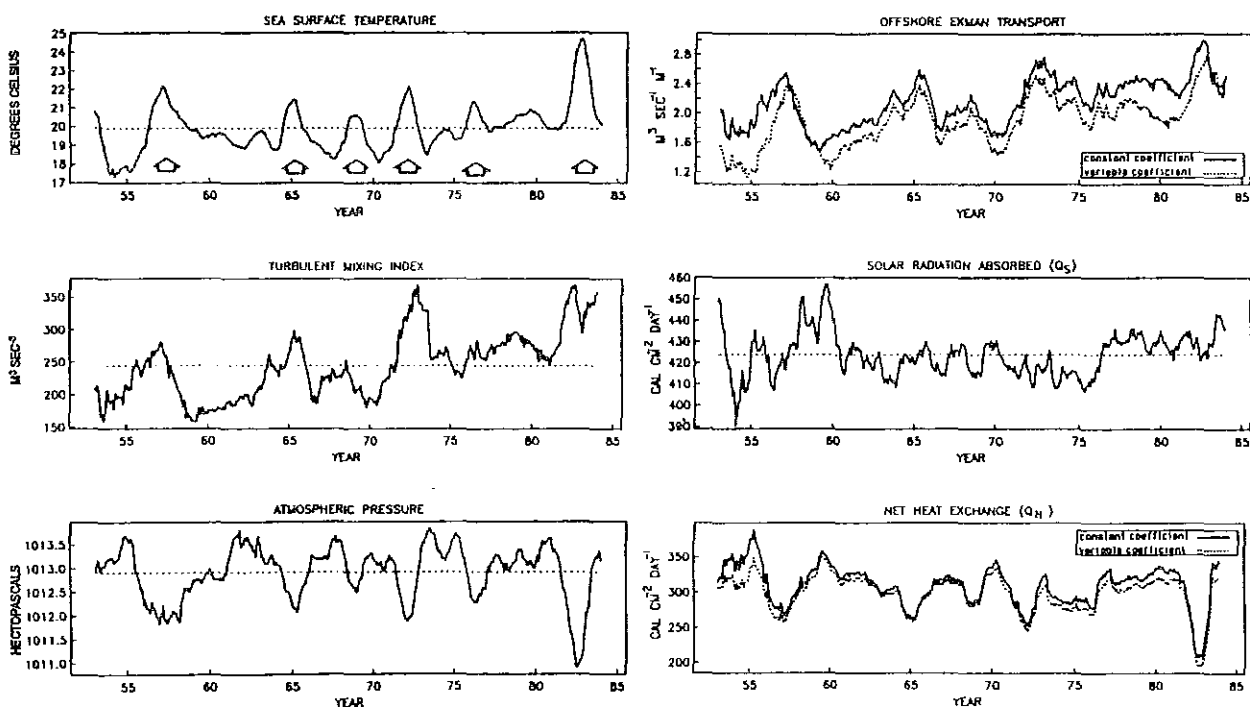 SEA SURFACE TEMPERATURE
DEGREES CELSIUS
25
24
23
22
21
20
19
18
17
55 60 65 70 75 80 85
YEAR
OFFSHORE EKMAN TRANSPORT
M³ SEC⁻¹ M⁻¹
2.8
2.4
2.0
1.6
1.2
constant coefficient
variable coefficient
55 60 65 70 75 80 85
YEAR
TURBULENT MIXING INDEX
M³ SEC⁻³
350
300
250
200
150
55 60 65 70 75 80 85
YEAR
SOLAR RADIATION ABSORBED (QS)
CAL CM⁻² DAY⁻¹
460
450
440
430
420
410
400
390
55 60 65 70 75 80 85
YEAR
ATMOSPHERIC PRESSURE
HECTOPASCALS
1013.5
1013.0
1012.5
1012.0
1011.5
1011.0
55 60 65 70 75 80 85
YEAR
NET HEAT EXCHANGE (QN)
CAL CM⁻² DAY⁻¹
350
300
250
200
constant coefficient
variable coefficient
55 60 65 70 75 80 85
YEAR